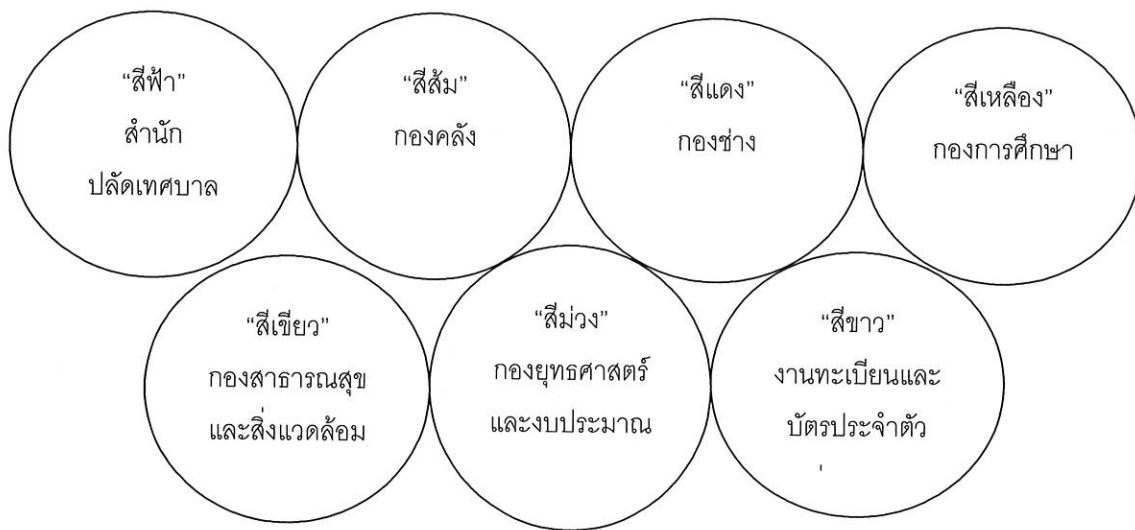 “สีฟ้า”
สำนัก
ปลัดเทศบาล
“สีส้ม”
กองคลัง
“สีแดง”
กองช่าง
“สีเหลือง”
กองการศึกษา
“สีเขียว”
กองสาธารณสุข
และสิ่งแวดล้อม
“สีม่วง”
กองยุทธศาสตร์
และงบประมาณ
“สีขาว”
งานทะเบียนและ
บัตรประจำตัว